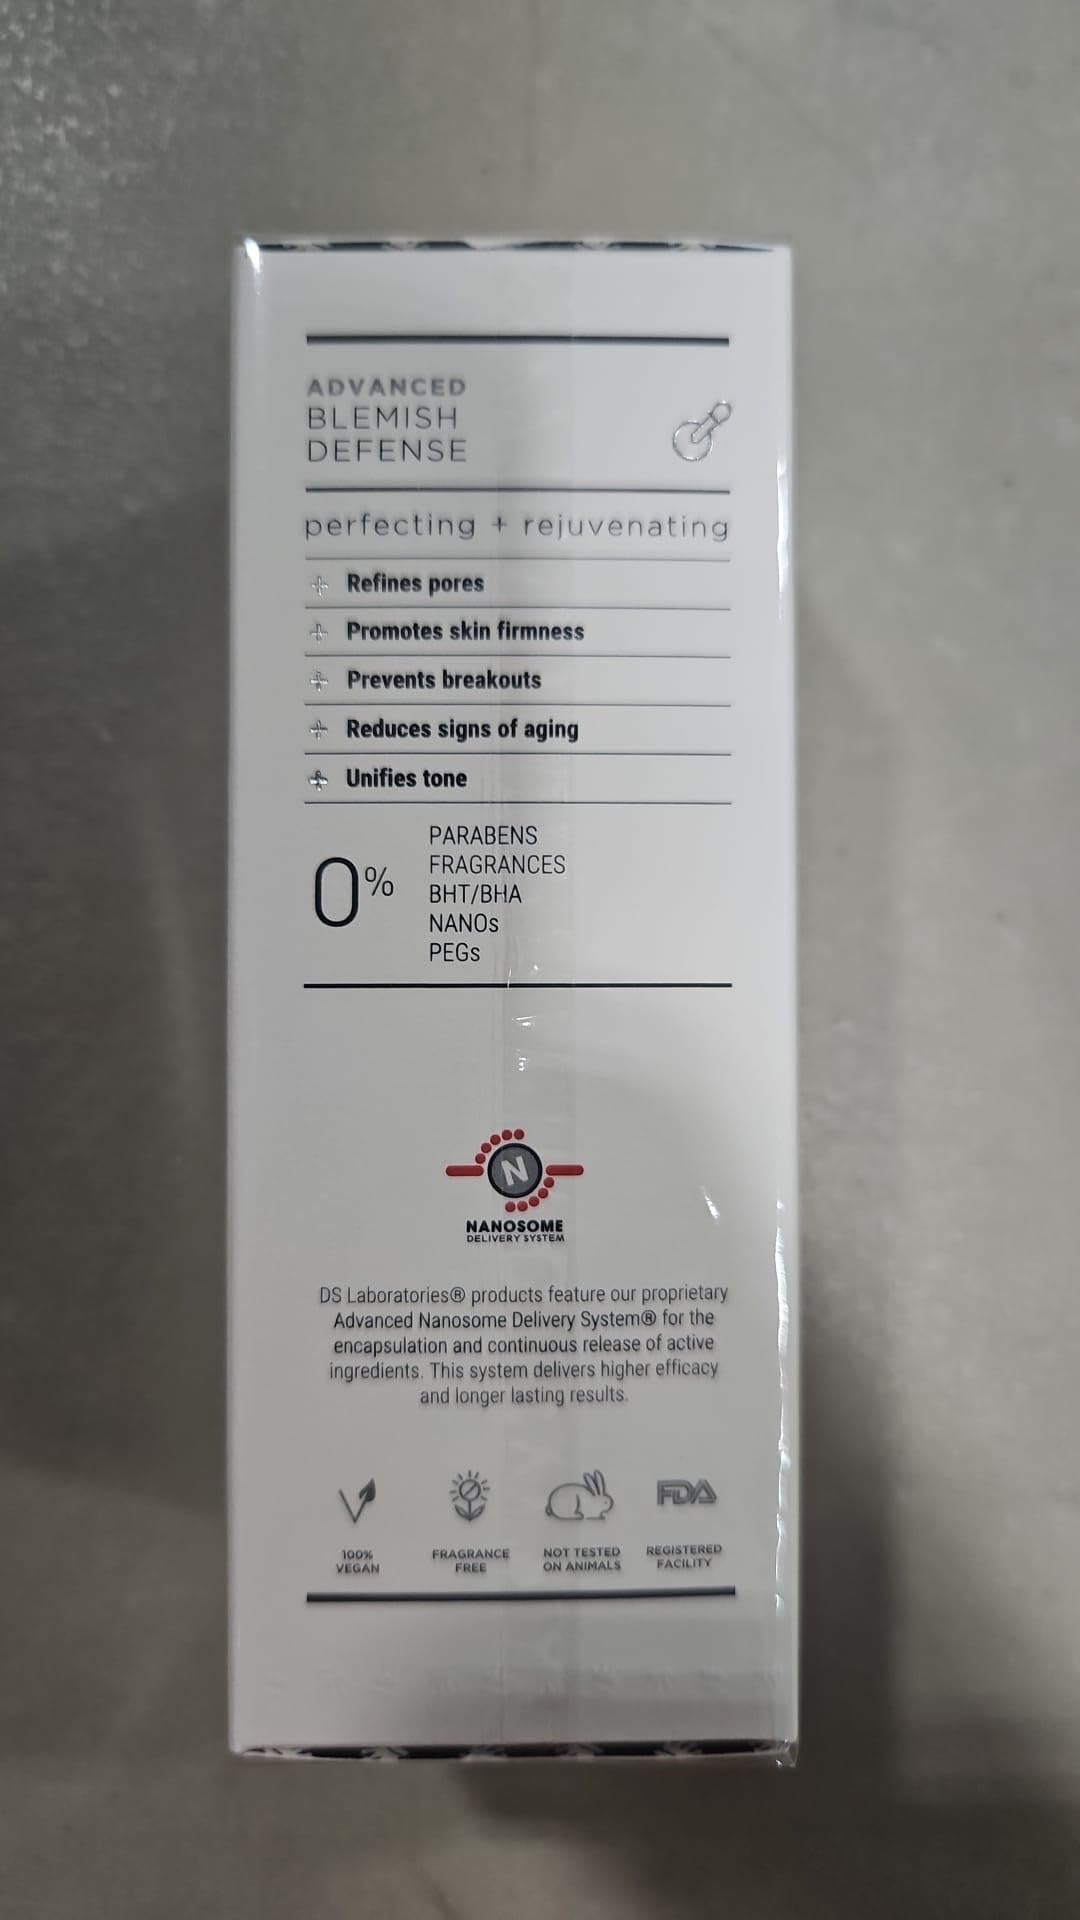 ADVANCED
BLEMISH
DEFENSE
perfecting + rejuvenating
+ Refines pores
+ Promotes skin firmness
+ Prevents breakouts
+ Reduces signs of aging
+ Unifies tone
0%
PARABENS
FRAGRANCES
BHT/BHA
NANOs
PEGs
N
NANOSOME
DELIVERY SYSTEM
DS Laboratories® products feature our proprietary
Advanced Nanosome Delivery System® for the
encapsulation and continuous release of active
ingredients. This system delivers higher efficacy
and longer lasting results.
100%
VEGAN
FRAGRANCE
FREE
NOT TESTED
ON ANIMALS
FDA
REGISTERED
FACILITY